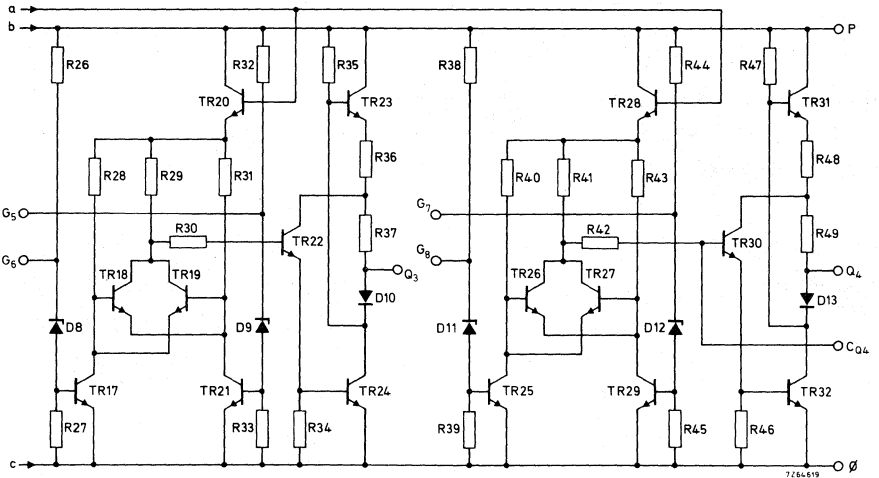 a
b P
R26 R32 R35 R38 R44 R47
TR20 TR23 TR28 TR31
R28 R29 R31 R36 R40 R41 R43 R48
G5 G7
R30 TR22 R37 R42 TR30 R49
G6 G8
TR18 TR19 Q3 TR26 TR27 Q4
D10 D13
D8 D9 D11 D12
CQ4
TR17 TR21 TR24 TR25 TR29 TR32
R27 R33 R34 R39 R45 R46
c Ø
7Z64619